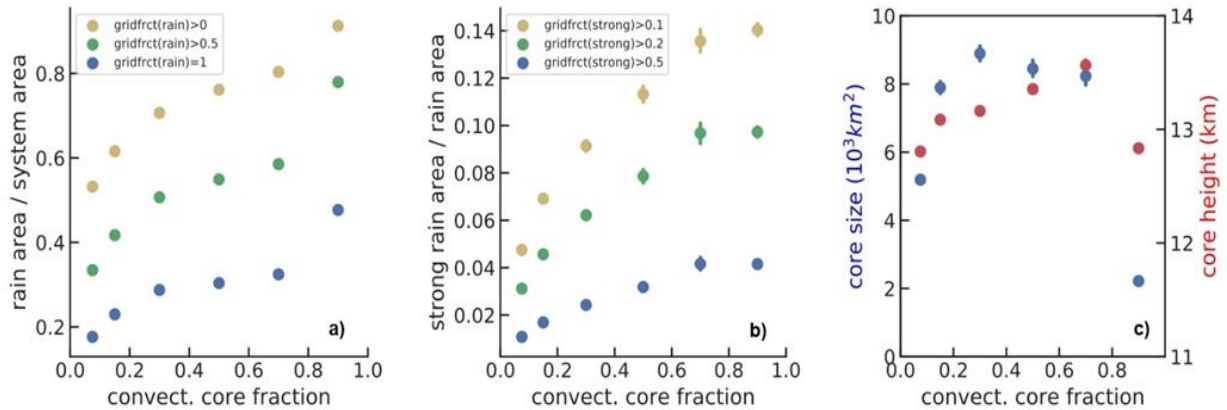 rain area / system area
0.8
0.6
0.4
0.2
gridfrct(rain)>0
gridfrct(rain)>0.5
gridfrct(rain)=1
a)
0.0 0.2 0.4 0.6 0.8 1.0
convect. core fraction
strong rain area / rain area
0.14
0.12
0.10
0.08
0.06
0.04
0.02
gridfrct(strong)>0.1
gridfrct(strong)>0.2
gridfrct(strong)>0.5
b)
0.0 0.2 0.4 0.6 0.8 1.0
convect. core fraction
core size (10³km²)
10
8
6
4
2
0
c)
0.0 0.2 0.4 0.6 0.8 1.0
convect. core fraction
14
13
12
11
core height (km)